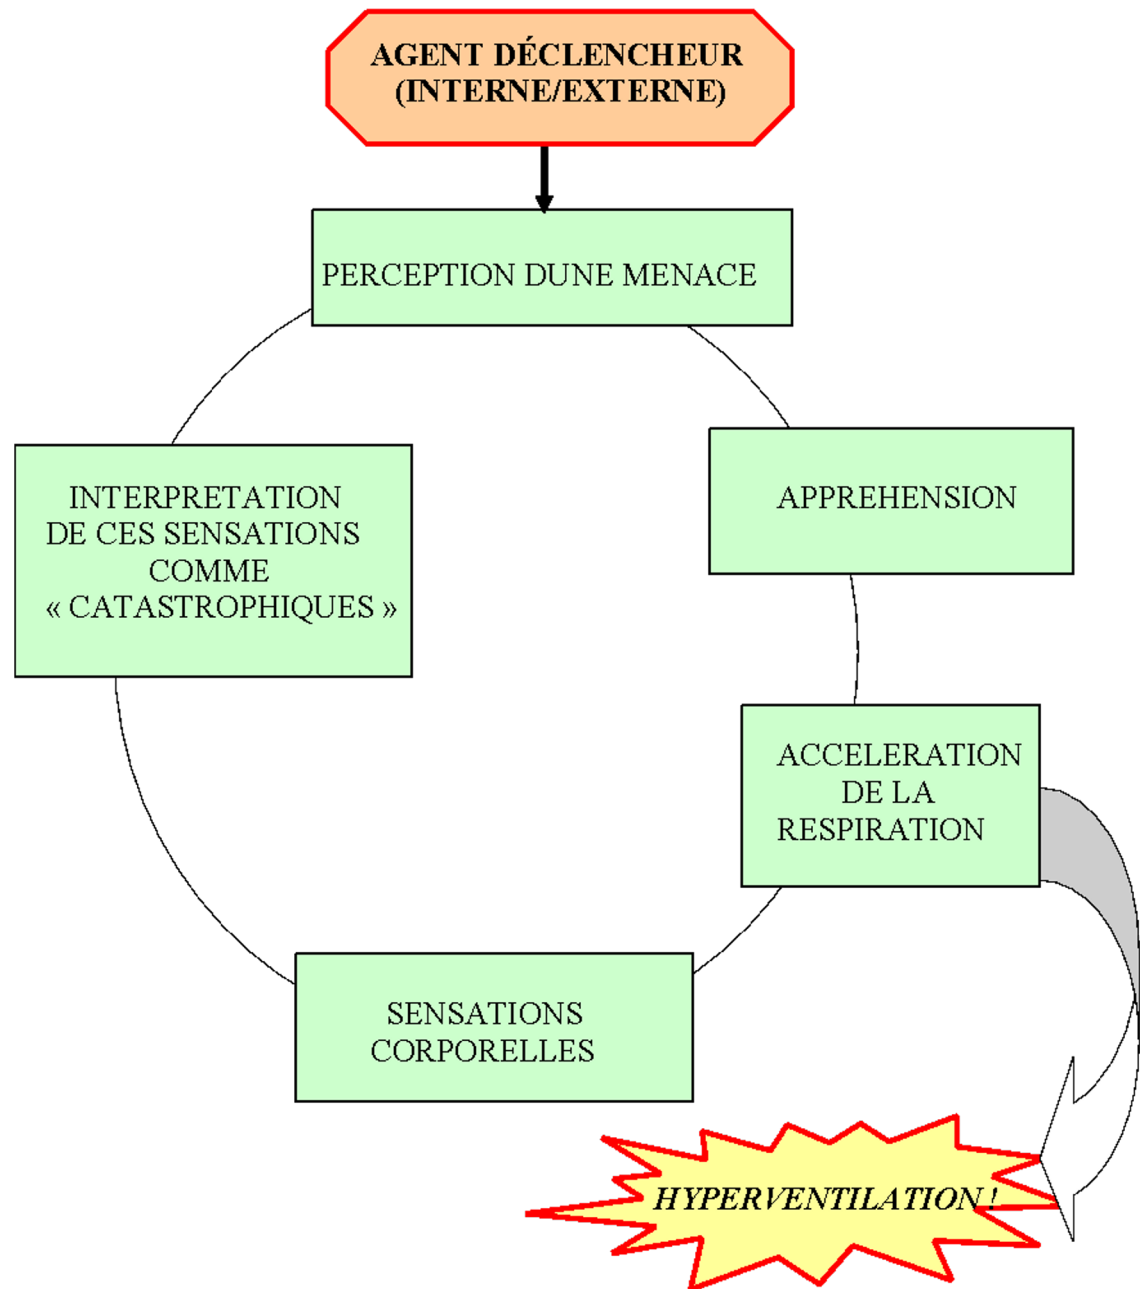 AGENT DÉCLENCHEUR
(INTERNE/EXTERNE)
PERCEPTION DUNE MENACE
INTERPRETATION
DE CES SENSATIONS
COMME
« CATASTROPHIQUES »
APPREHENSION
ACCELERATION
DE LA
RESPIRATION
SENSATIONS
CORPORELLES
HYPERVENTILATION !